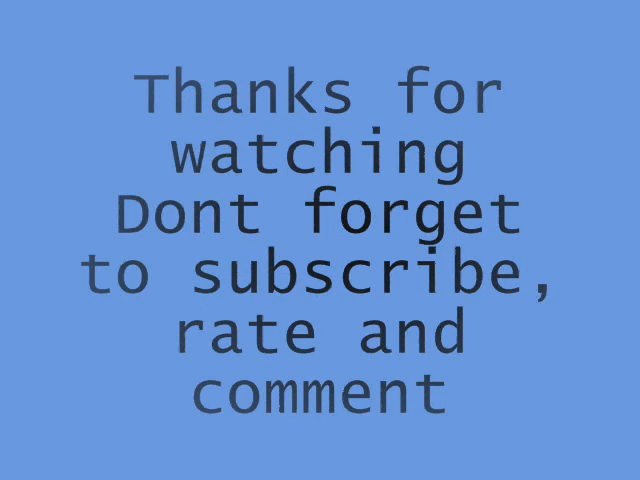 Thanks for
watching
Dont forget
to subscribe,
rate and
comment